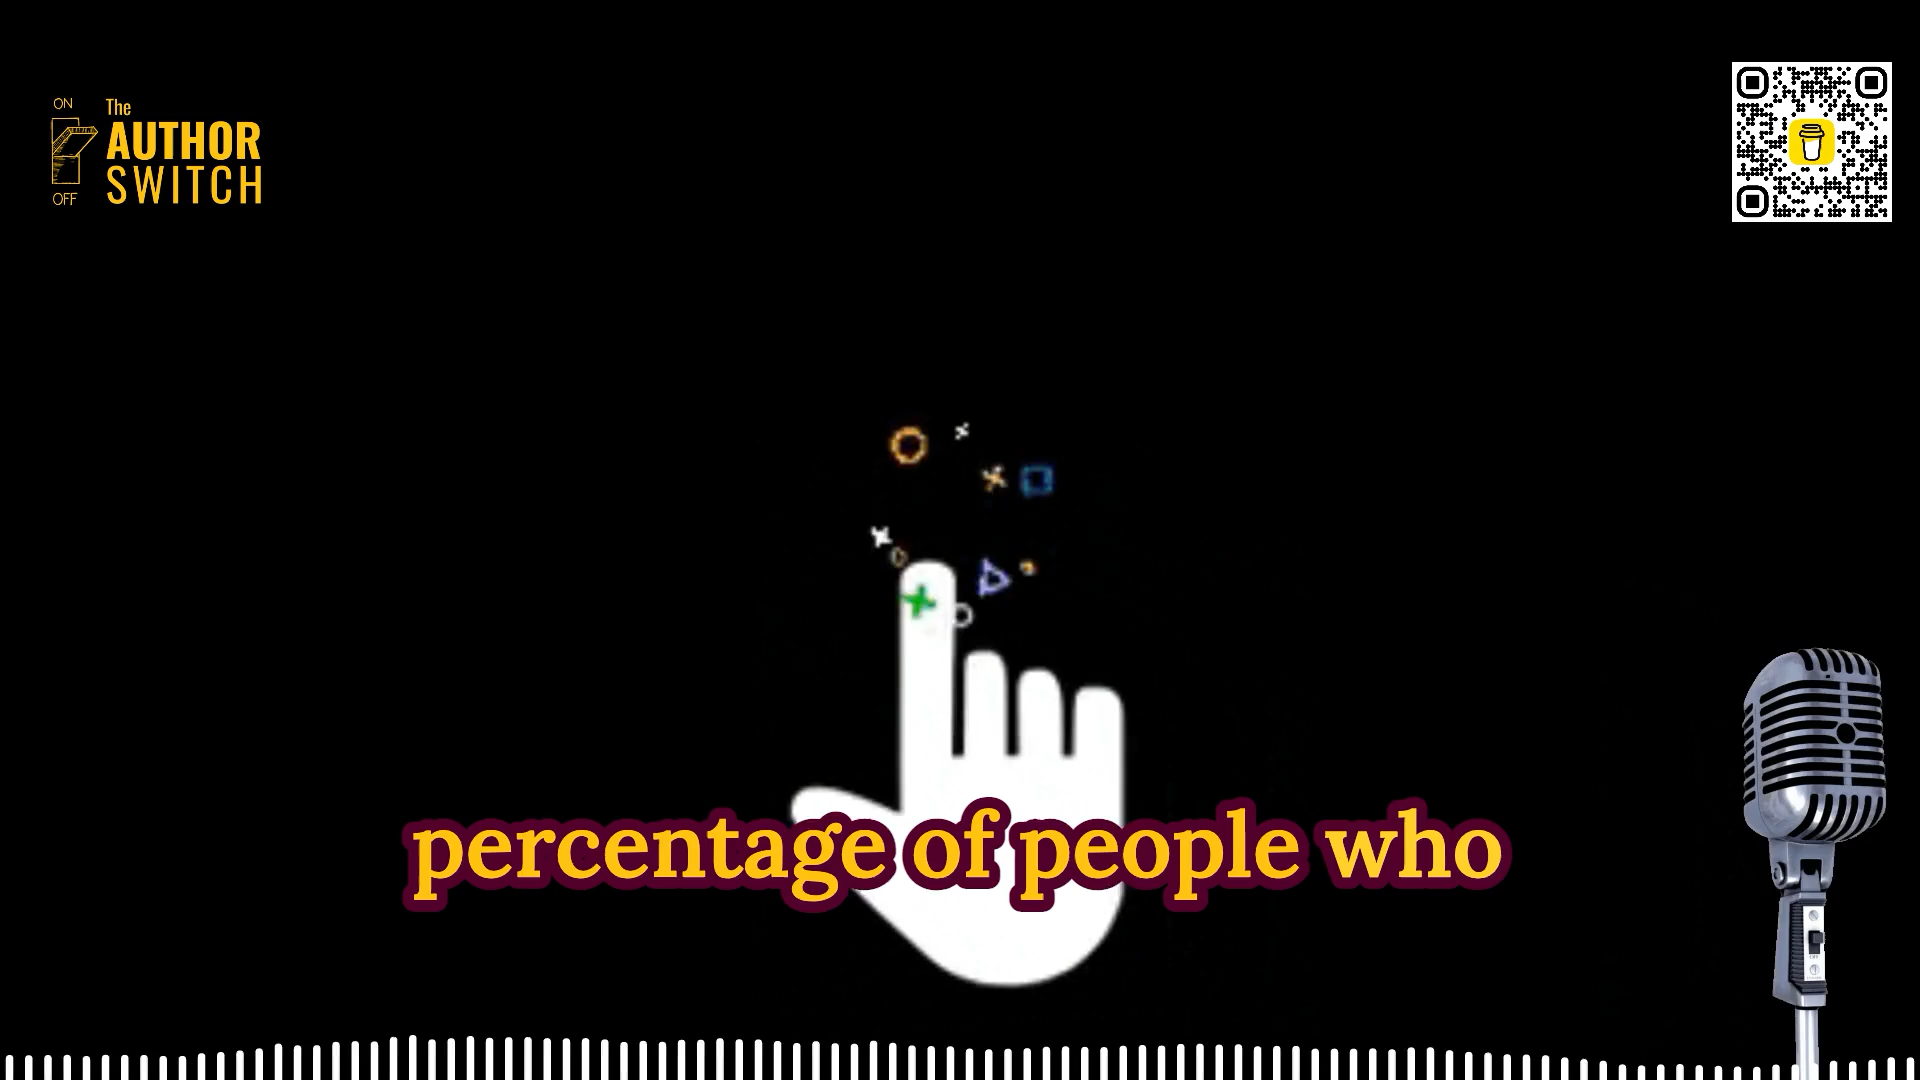 ON
The
AUTHOR
SWITCH
OFF
percentage of people who